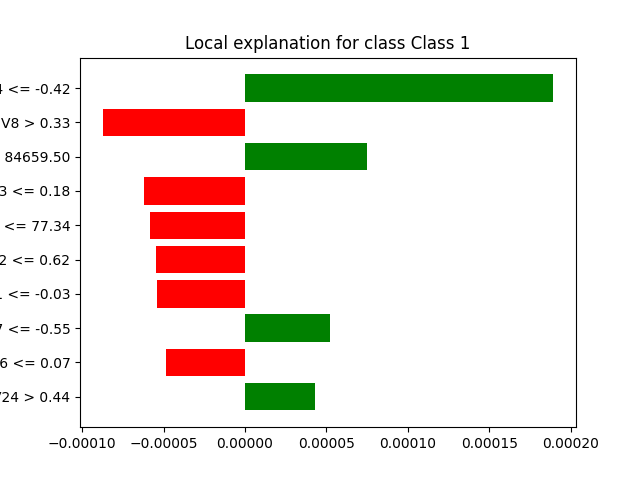 Local explanation for class Class 1
<= -0.42
V8 > 0.33
84659.50
3 <= 0.18
<= 77.34
2 <= 0.62
<= -0.03
7 <= -0.55
6 <= 0.07
24 > 0.44
−0.00010 −0.00005 0.00000 0.00005 0.00010 0.00015 0.00020